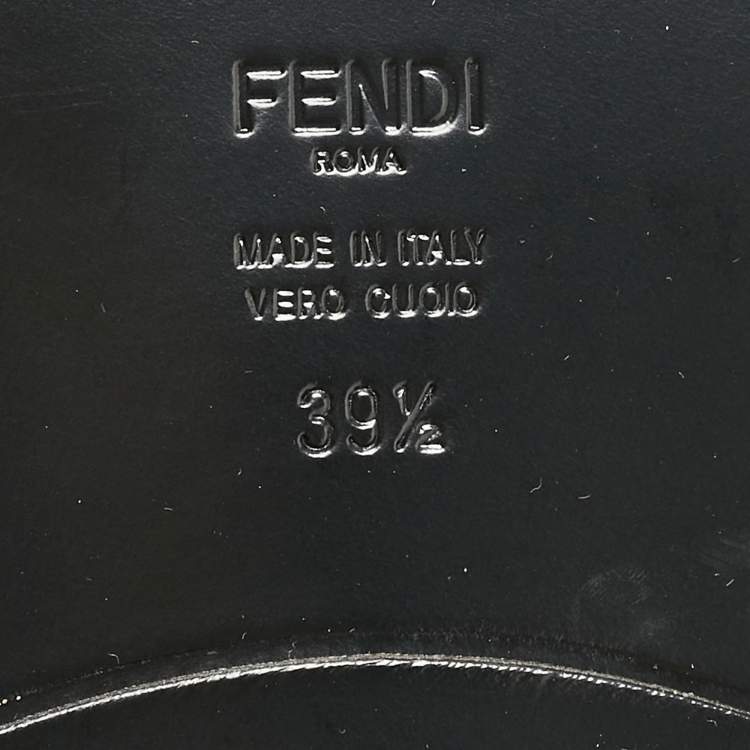 FENDI
ROMA
MADE IN ITALY
VERO CUOIO
39½